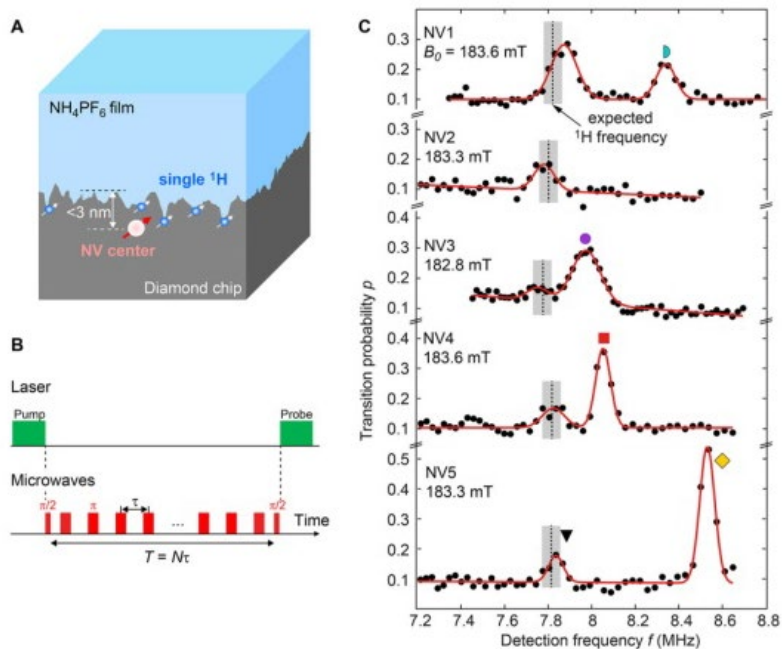 A
NH₄PF₆ film
single ¹H
<3 nm
NV center
Diamond chip
B
Laser
Pump
Probe
Microwaves
π/2
π
τ
...
π/2
Time
T = Nτ
C
NV1
B₀ = 183.6 mT
expected
¹H frequency
NV2
183.3 mT
NV3
182.8 mT
NV4
183.6 mT
NV5
183.3 mT
Transition probability p
0.3
0.2
0.1
0.2
0.1
0.3
0.2
0.1
0.4
0.3
0.2
0.1
0.5
0.4
0.3
0.2
0.1
7.2 7.4 7.6 7.8 8 8.2 8.4 8.6 8.8
Detection frequency f (MHz)